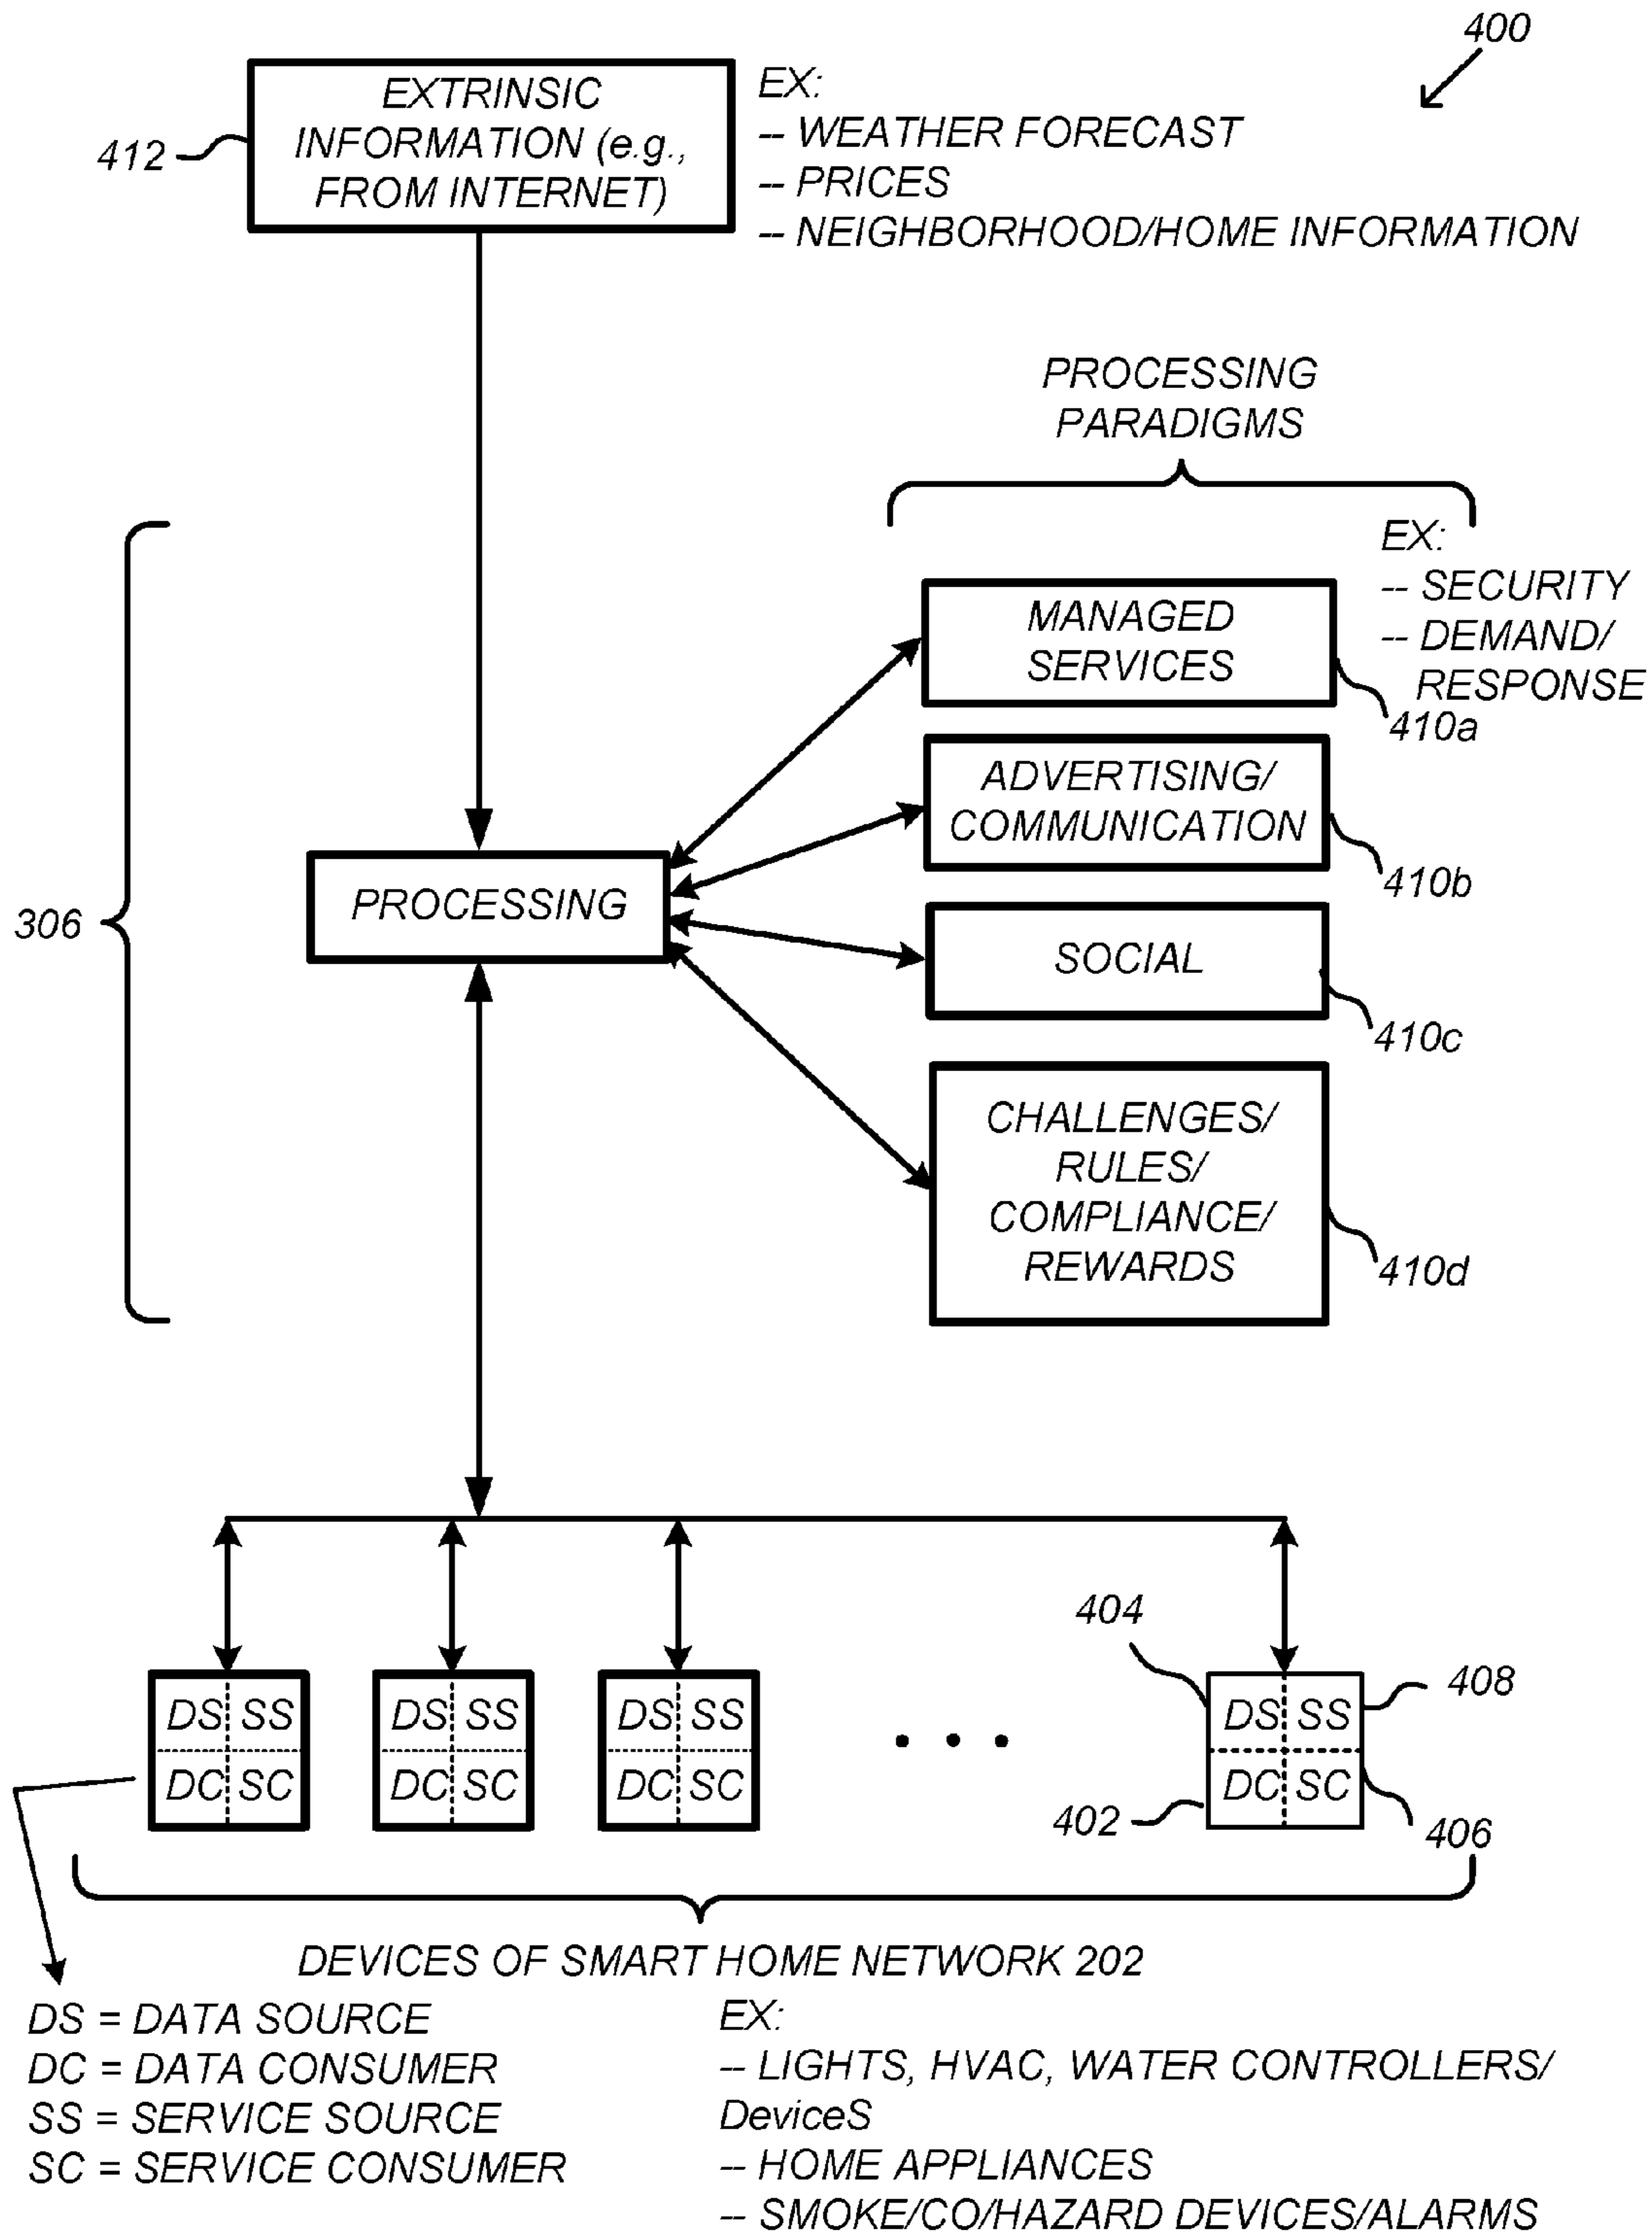 400
EXTRINSIC
INFORMATION (e.g.,
FROM INTERNET)
412
EX:
-- WEATHER FORECAST
-- PRICES
-- NEIGHBORHOOD/HOME INFORMATION
PROCESSING
PARADIGMS
EX:
-- SECURITY
-- DEMAND/
RESPONSE
MANAGED
SERVICES
410a
ADVERTISING/
COMMUNICATION
410b
PROCESSING
306
SOCIAL
410c
CHALLENGES/
RULES/
COMPLIANCE/
REWARDS
410d
404
408
DS SS
DC SC
DS SS
DC SC
DS SS
DC SC
DS SS
DC SC
402
406
DEVICES OF SMART HOME NETWORK 202
DS = DATA SOURCE
DC = DATA CONSUMER
SS = SERVICE SOURCE
SC = SERVICE CONSUMER
EX:
-- LIGHTS, HVAC, WATER CONTROLLERS/
DeviceS
-- HOME APPLIANCES
-- SMOKE/CO/HAZARD DEVICES/ALARMS